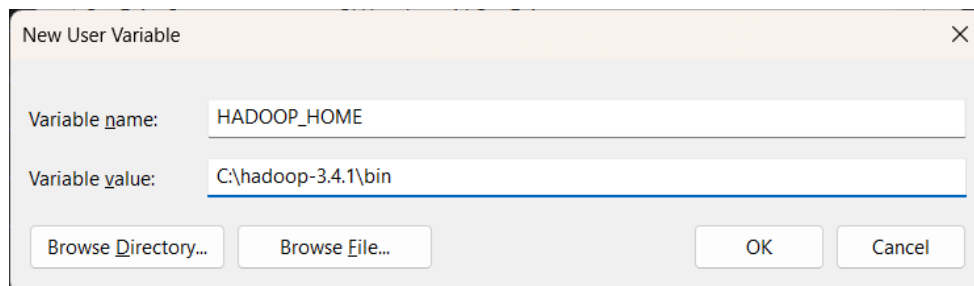 New User Variable
Variable name: HADOOP_HOME
Variable value: C:\hadoop-3.4.1\bin
Browse Directory... Browse File... OK Cancel